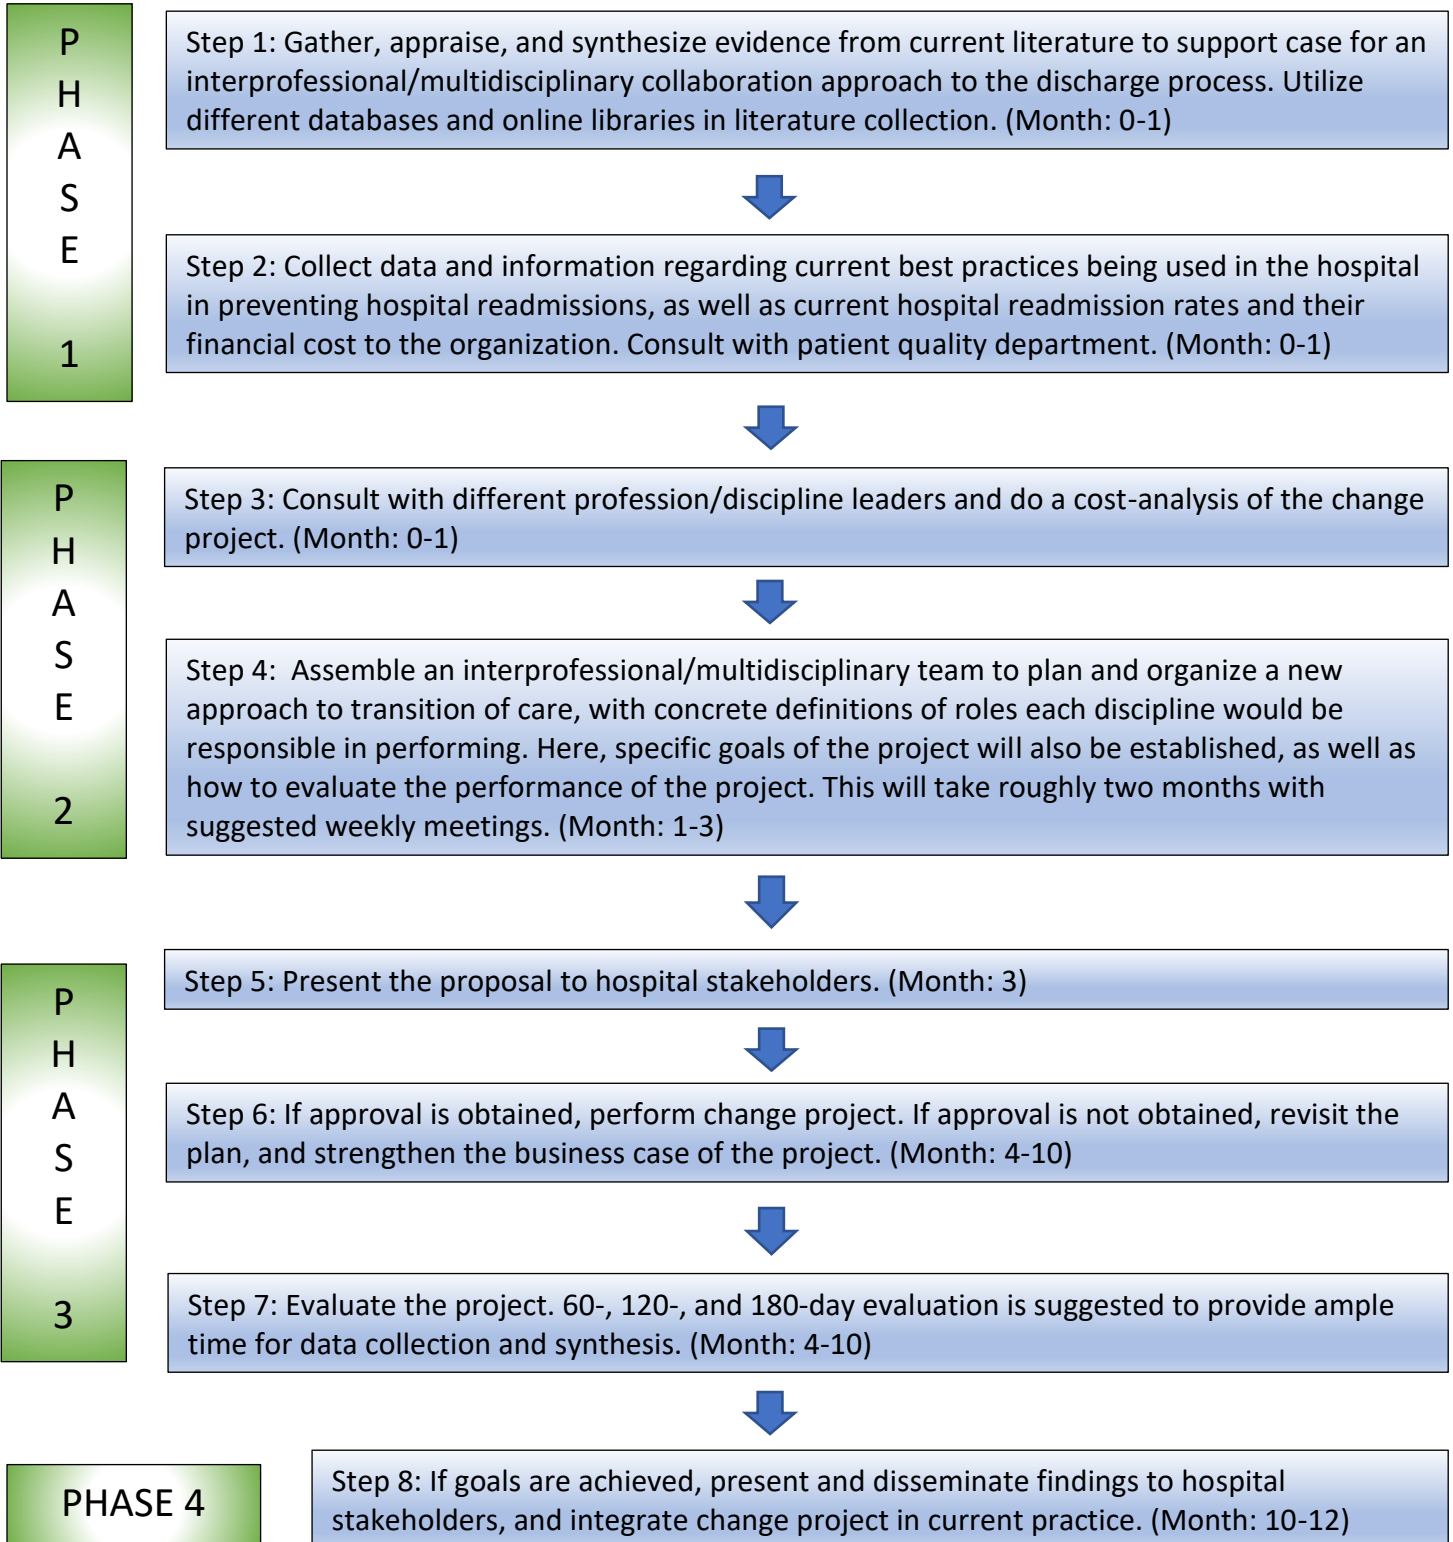 P
H
A
S
E
1
Step 1: Gather, appraise, and synthesize evidence from current literature to support case for an
interprofessional/multidisciplinary collaboration approach to the discharge process. Utilize
different databases and online libraries in literature collection. (Month: 0-1)
Step 2: Collect data and information regarding current best practices being used in the hospital
in preventing hospital readmissions, as well as current hospital readmission rates and their
financial cost to the organization. Consult with patient quality department. (Month: 0-1)
P
H
A
S
E
2
Step 3: Consult with different profession/discipline leaders and do a cost-analysis of the change
project. (Month: 0-1)
Step 4:  Assemble an interprofessional/multidisciplinary team to plan and organize a new
approach to transition of care, with concrete definitions of roles each discipline would be
responsible in performing. Here, specific goals of the project will also be established, as well as
how to evaluate the performance of the project. This will take roughly two months with
suggested weekly meetings. (Month: 1-3)
P
H
A
S
E
3
Step 5: Present the proposal to hospital stakeholders. (Month: 3)
Step 6: If approval is obtained, perform change project. If approval is not obtained, revisit the
plan, and strengthen the business case of the project. (Month: 4-10)
Step 7: Evaluate the project. 60-, 120-, and 180-day evaluation is suggested to provide ample
time for data collection and synthesis. (Month: 4-10)
PHASE 4
Step 8: If goals are achieved, present and disseminate findings to hospital
stakeholders, and integrate change project in current practice. (Month: 10-12)